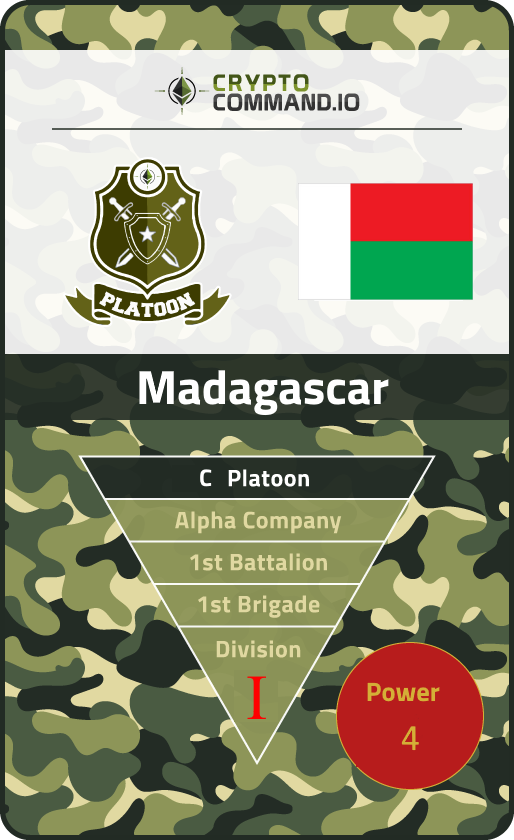 CRYPTO
COMMAND.IO
PLATOON
Madagascar
C Platoon
Alpha Company
1st Battalion
1st Brigade
Division
I
Power
4